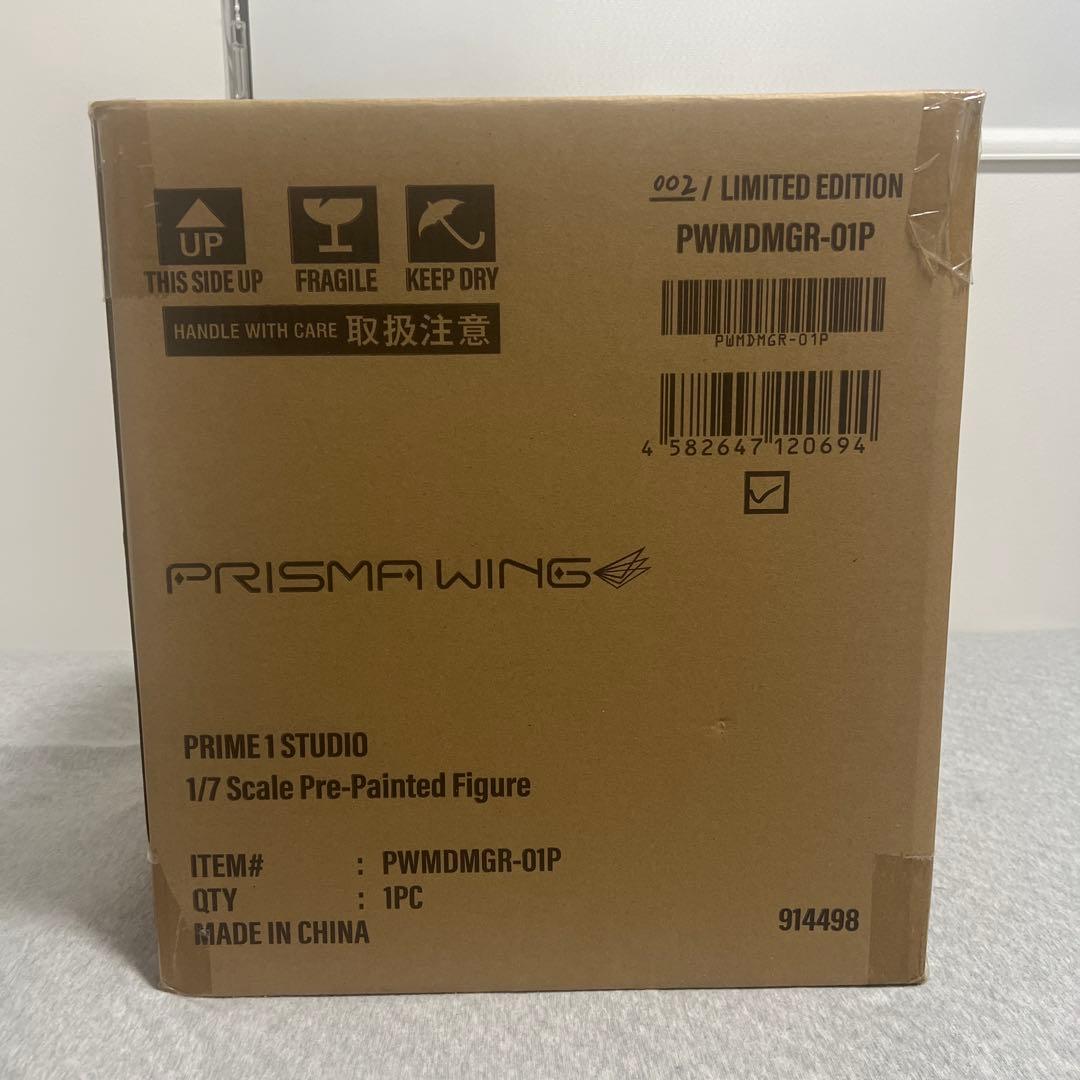 UP
THIS SIDE UP
FRAGILE
KEEP DRY
HANDLE WITH CARE 取扱注意
002 / LIMITED EDITION
PWMDMGR-01P
PWMDMGR-01P
4 582647 120694
PRISMA WING
PRIME 1 STUDIO
1/7 Scale Pre-Painted Figure
ITEM# : PWMDMGR-01P
QTY : 1PC
MADE IN CHINA
914498